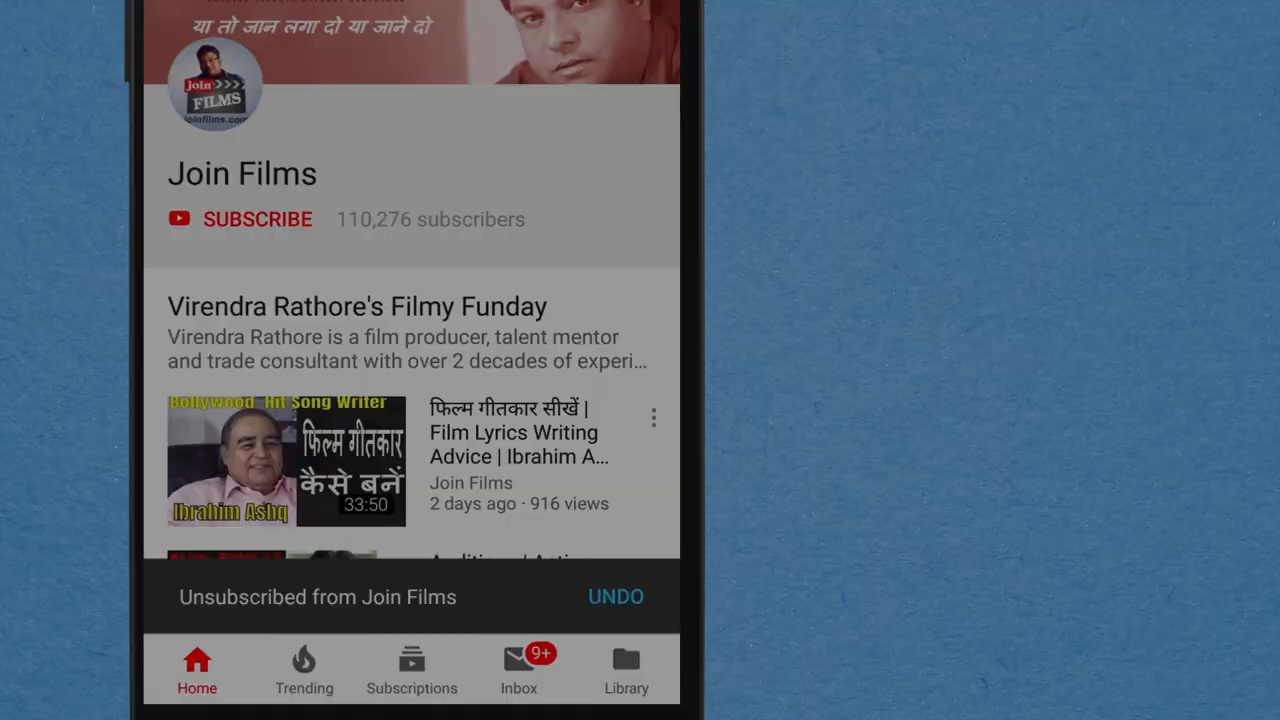 या तो जान लगा दो या जाने दो
join
FILMS
joinfilms.com
Join Films
SUBSCRIBE 110,276 subscribers
Virendra Rathore's Filmy Funday
Virendra Rathore is a film producer, talent mentor
and trade consultant with over 2 decades of experi...
Bollywood Hit Song Writer
फिल्म गीतकार
कैसे बनें
33:50
Ibrahim Ashq
फिल्म गीतकार सीखें |
Film Lyrics Writing
Advice | Ibrahim A...
Join Films
2 days ago · 916 views
Unsubscribed from Join Films UNDO
9+
Home Trending Subscriptions Inbox Library